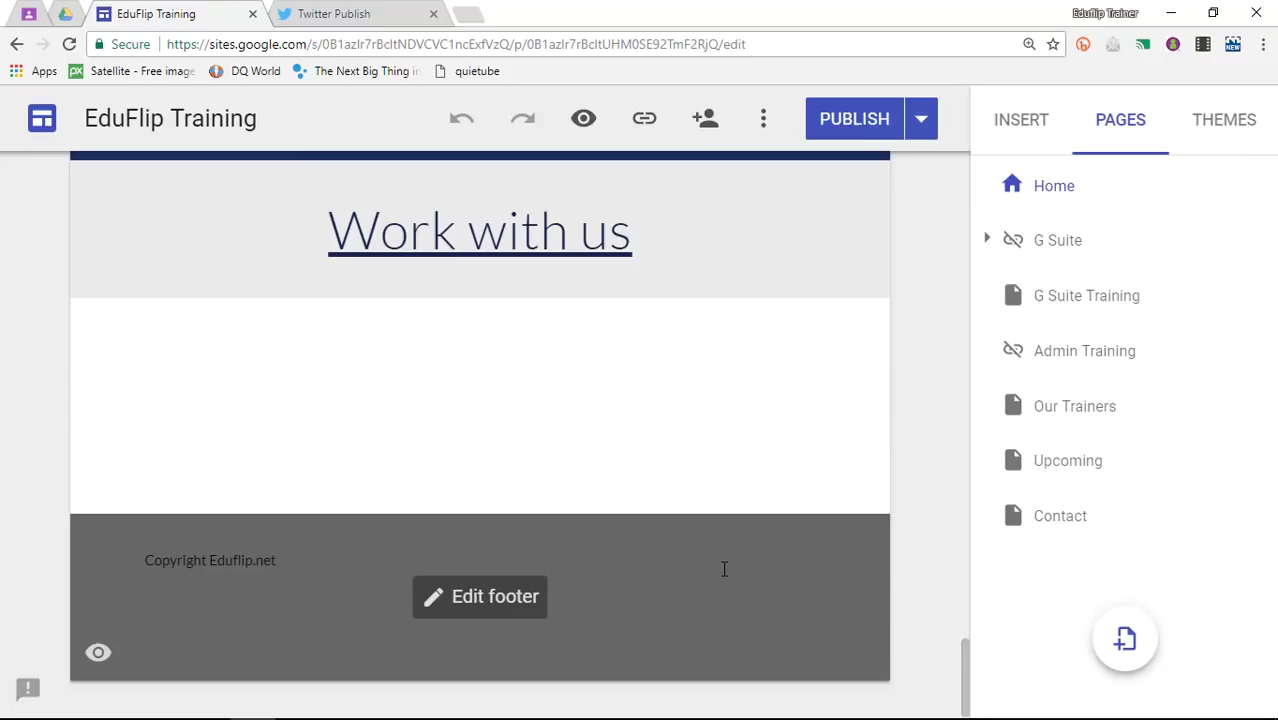 EduFlip Training
Twitter Publish
Eduflip Trainer
Secure
https://sites.google.com/s/0B1azIr7rBcItNDVCVC1ncExfVzQ/p/0B1azIr7rBcItUHM0SE92TmF2RjQ/edit
Apps
Satellite - Free image
DQ World
The Next Big Thing in
quietube
EduFlip Training
PUBLISH
INSERT
PAGES
THEMES
Work with us
Home
G Suite
G Suite Training
Admin Training
Our Trainers
Upcoming
Contact
Copyright Eduflip.net
Edit footer